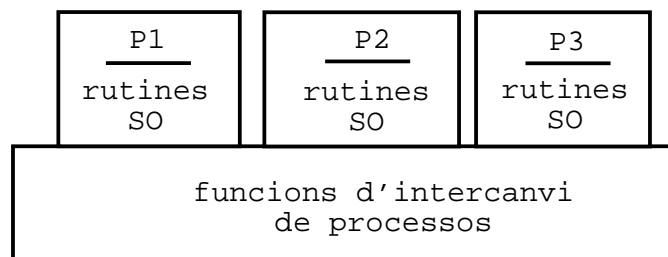 P1
rutines
SO
P2
rutines
SO
P3
rutines
SO
funcions d'intercanvi
de processos